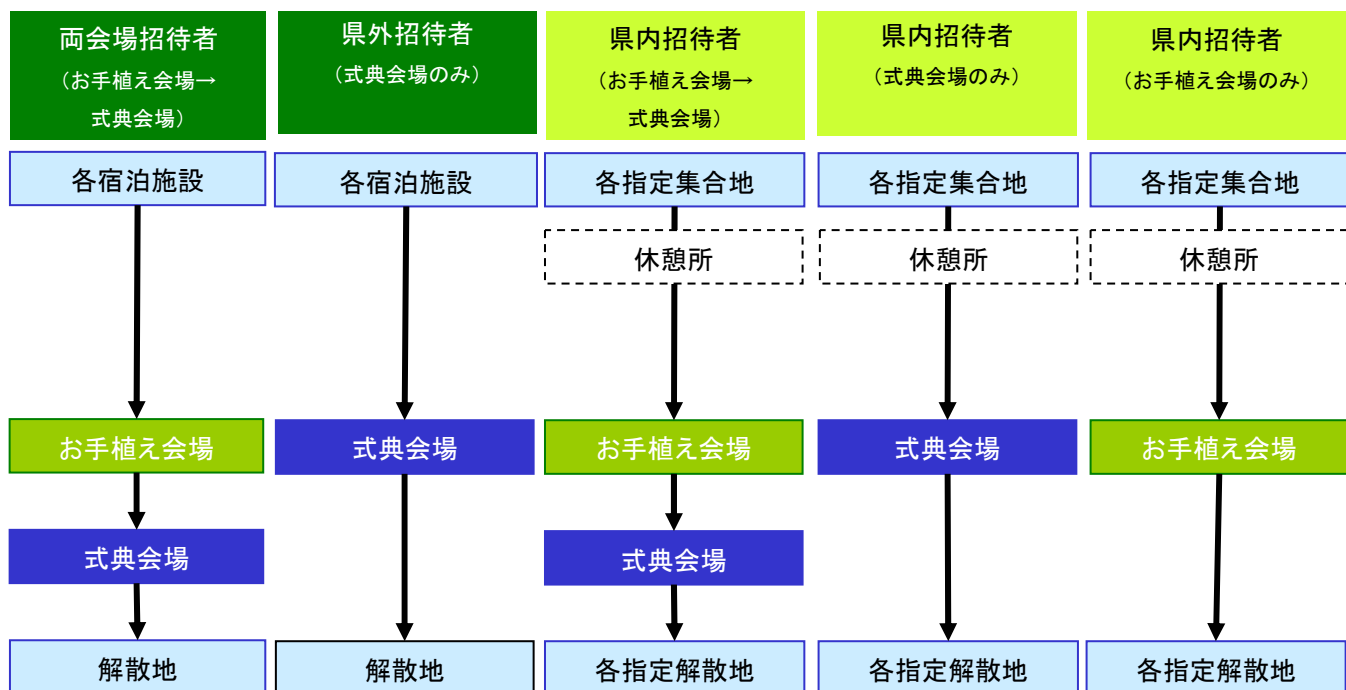 両会場招待者
（お手植え会場→
式典会場）
県外招待者
（式典会場のみ）
県内招待者
（お手植え会場→
式典会場）
県内招待者
（式典会場のみ）
県内招待者
（お手植え会場のみ）
各宿泊施設
各宿泊施設
各指定集合地
各指定集合地
各指定集合地
休憩所
休憩所
休憩所
お手植え会場
式典会場
お手植え会場
式典会場
お手植え会場
式典会場
式典会場
解散地
解散地
各指定解散地
各指定解散地
各指定解散地